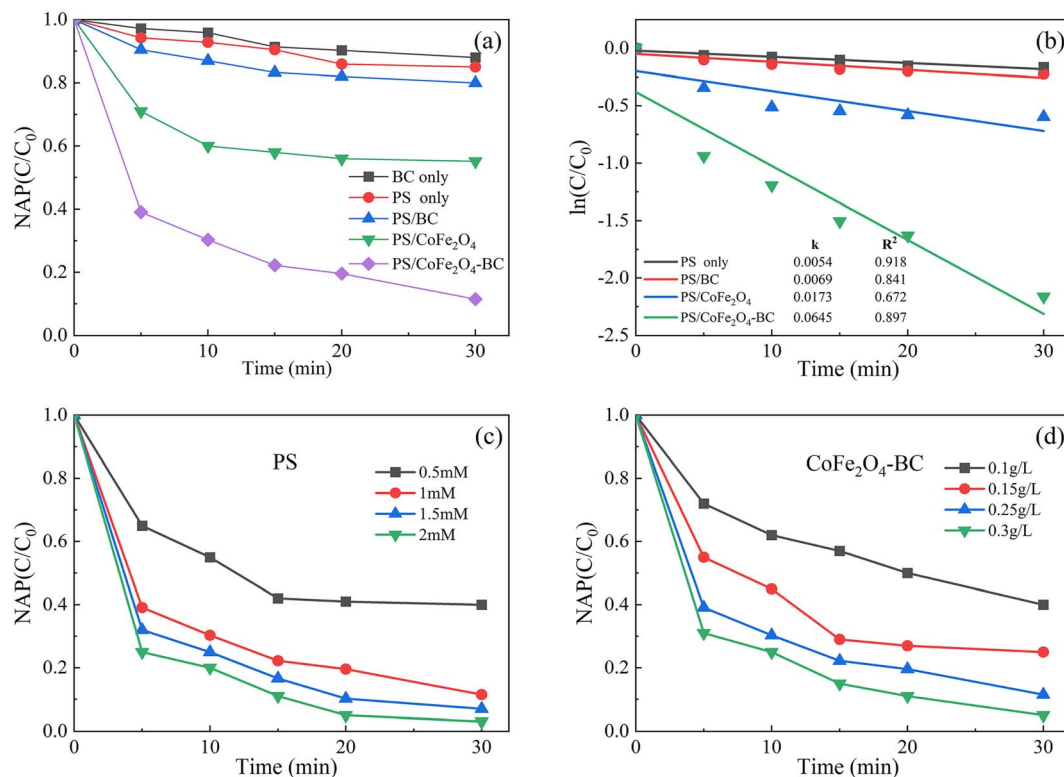 (a)
1.0
0.8
0.6
0.4
0.2
0.0
NAP(C/C₀)
BC only
PS only
PS/BC
PS/CoFe₂O₄
PS/CoFe₂O₄-BC
0 10 20 30
Time (min)
(b)
0.0
-0.5
-1.0
-1.5
-2.0
-2.5
ln(C/C₀)
k R²
PS only 0.0054 0.918
PS/BC 0.0069 0.841
PS/CoFe₂O₄ 0.0173 0.672
PS/CoFe₂O₄-BC 0.0645 0.897
0 10 20 30
Time (min)
(c)
PS
1.0
0.8
0.6
0.4
0.2
0.0
NAP(C/C₀)
0.5mM
1mM
1.5mM
2mM
0 10 20 30
Time (min)
(d)
CoFe₂O₄-BC
1.0
0.8
0.6
0.4
0.2
0.0
NAP(C/C₀)
0.1g/L
0.15g/L
0.25g/L
0.3g/L
0 10 20 30
Time (min)